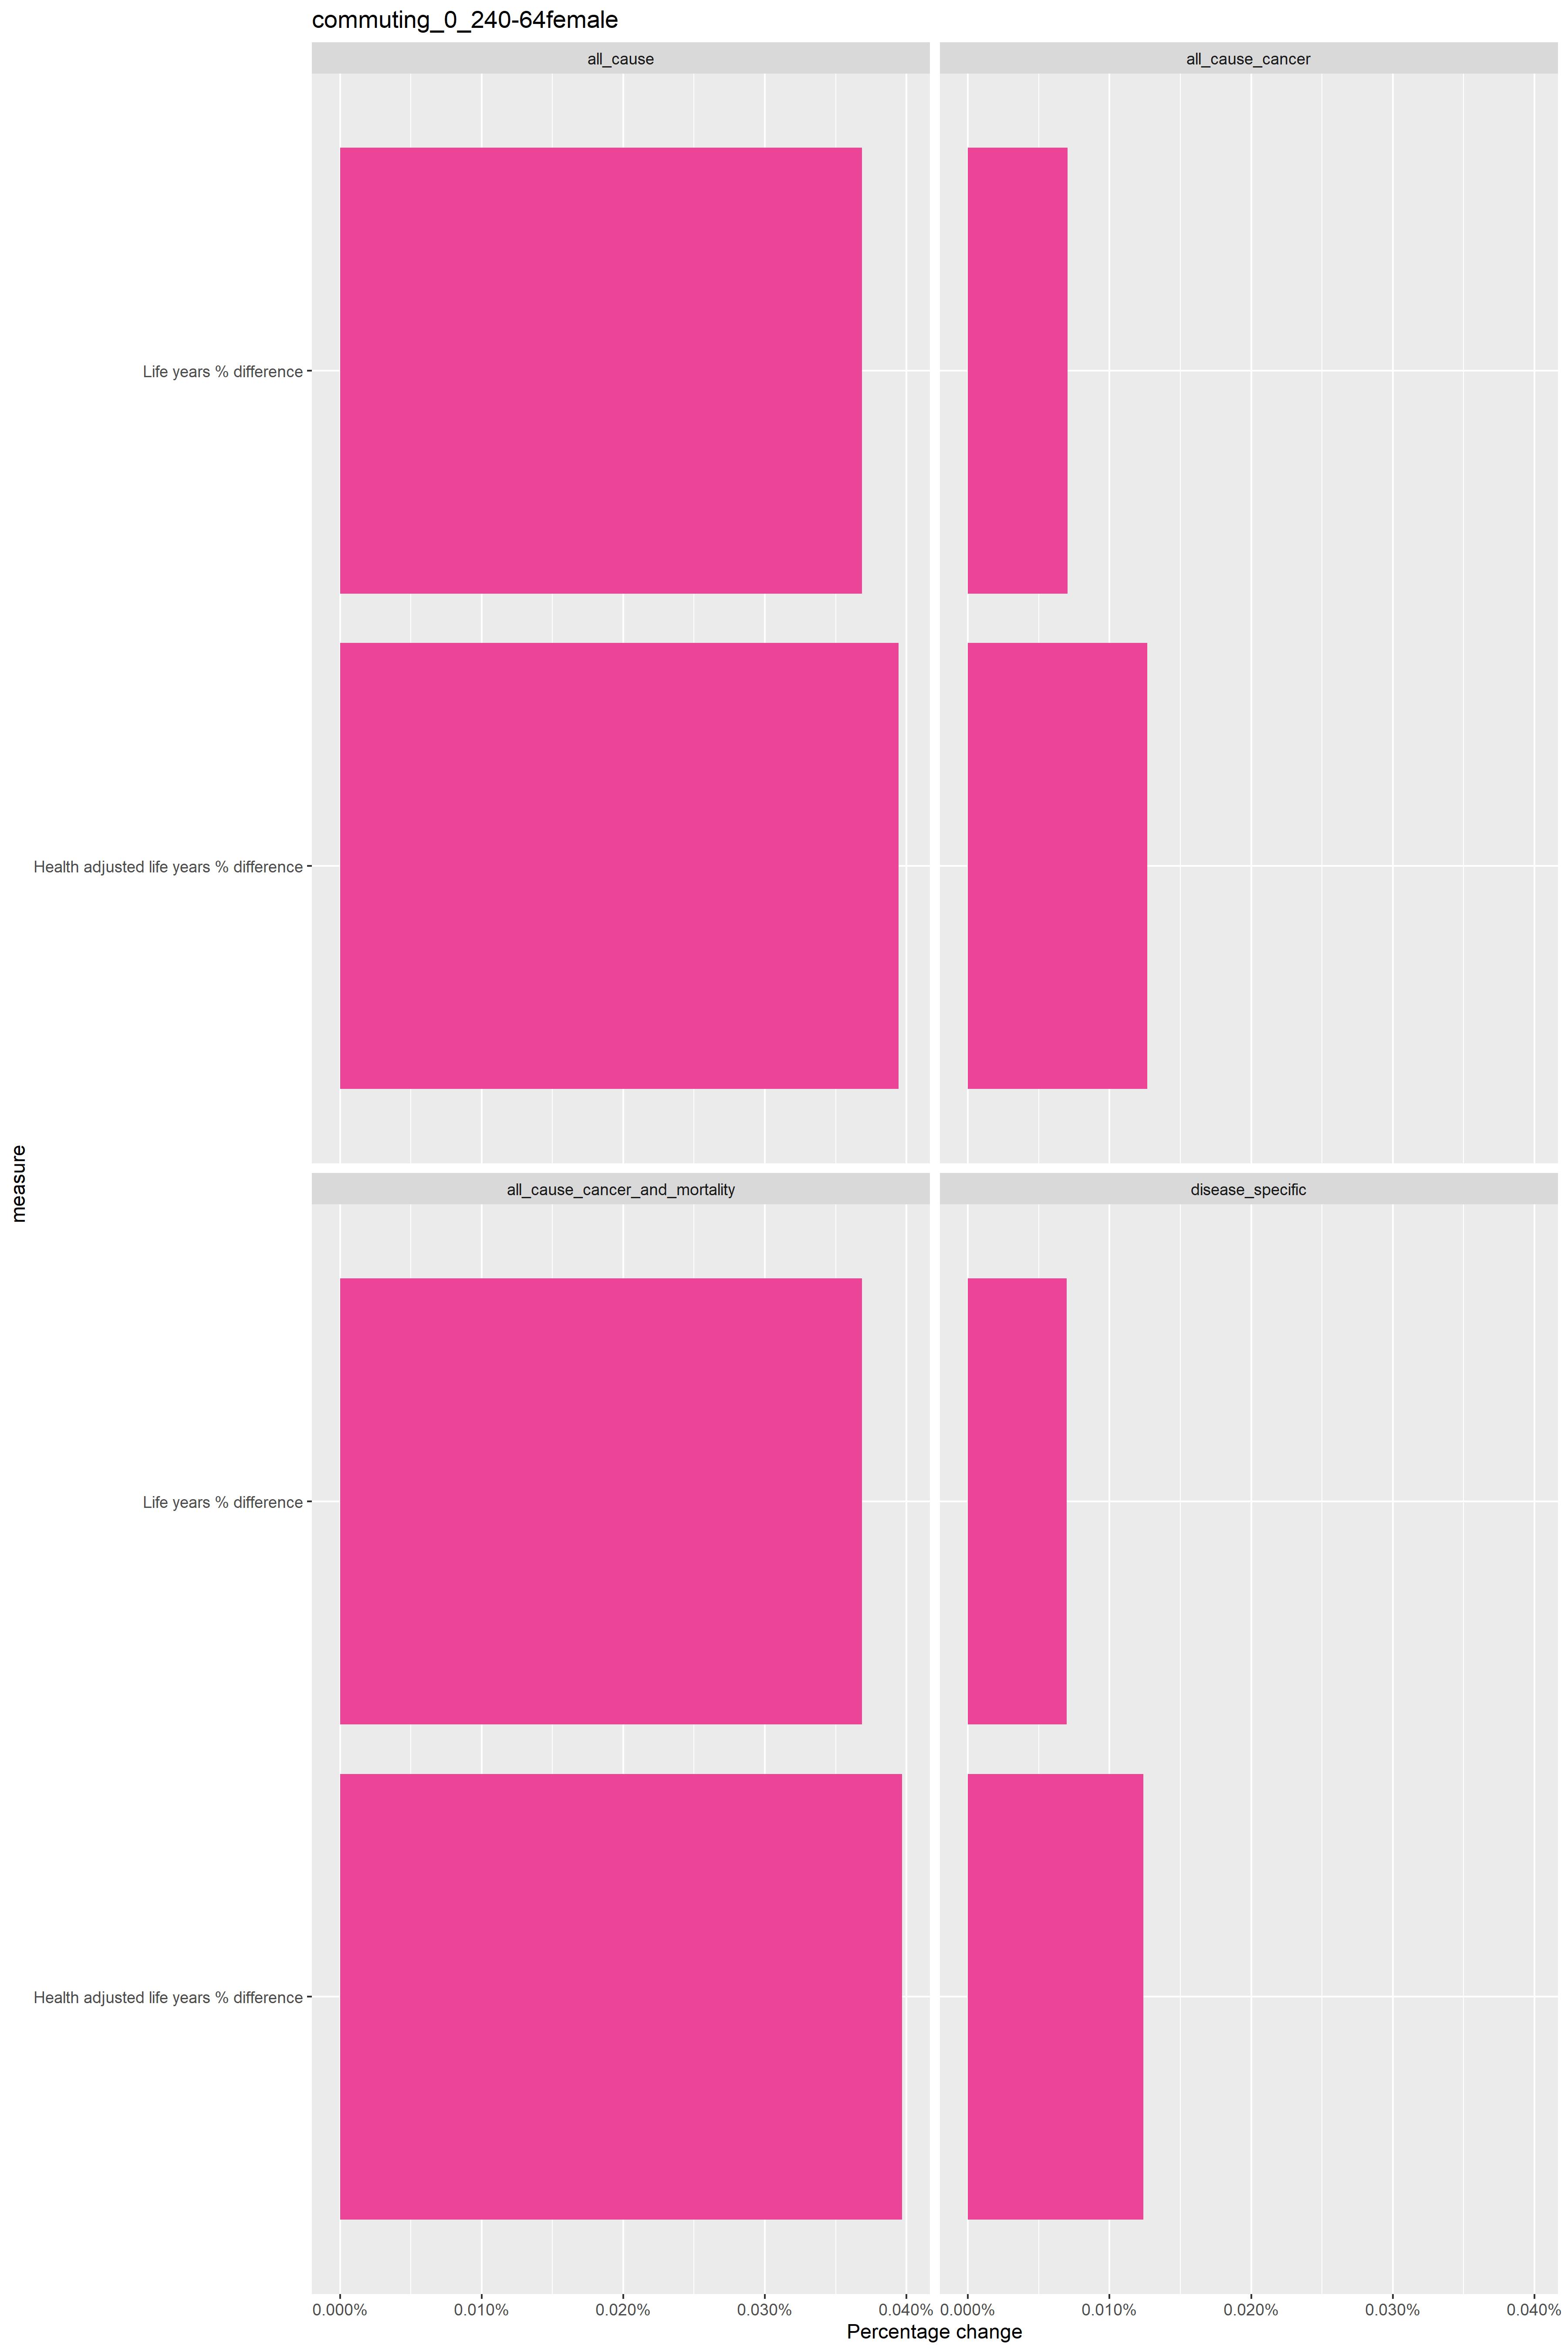 commuting_0_240-64female
all_cause
all_cause_cancer
Life years % difference
Health adjusted life years % difference
measure
all_cause_cancer_and_mortality
disease_specific
Life years % difference
Health adjusted life years % difference
0.000% 0.010% 0.020% 0.030% 0.040% 0.000% 0.010% 0.020% 0.030% 0.040%
Percentage change